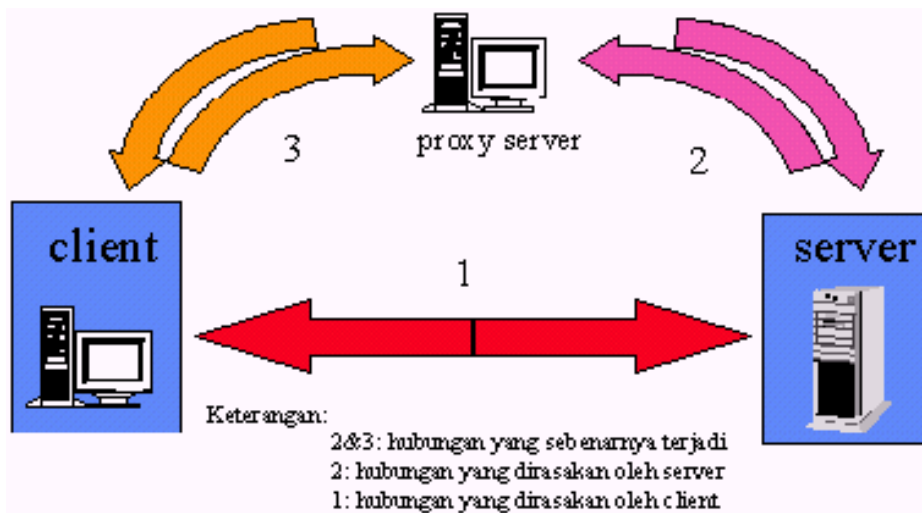 proxy server
3
2
client
server
1
Keterangan:
2&3: hubungan yang sebenarnya terjadi
2: hubungan yang dirasakan oleh server
1: hubungan yang dirasakan oleh client